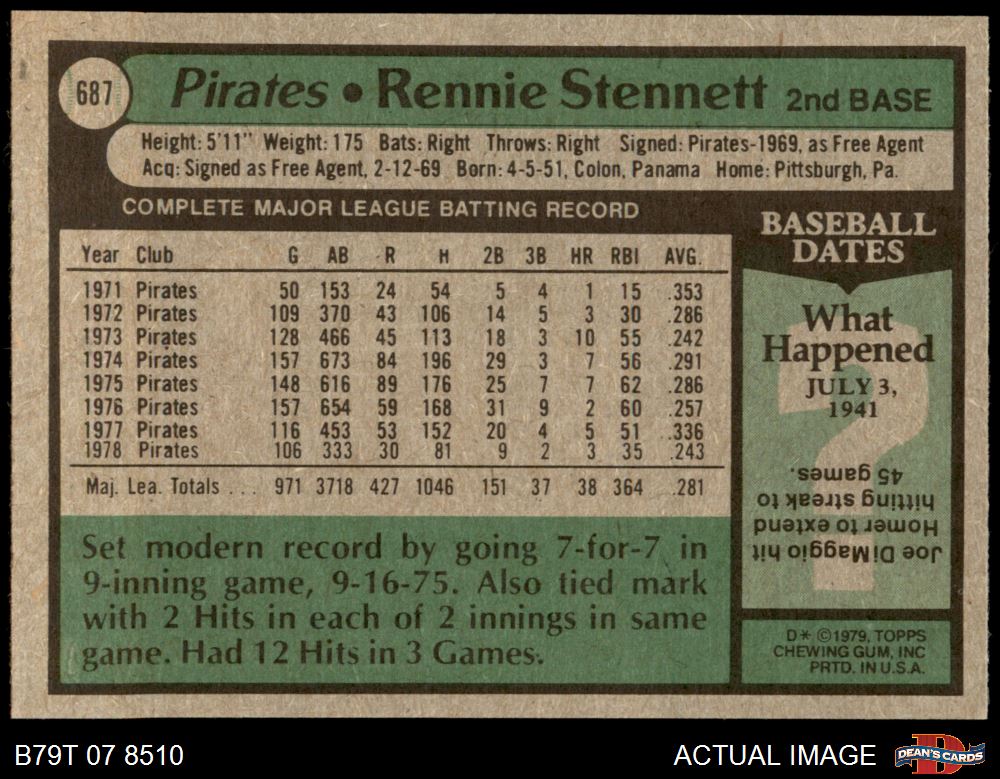 687
Pirates • Rennie Stennett 2nd BASE
Height: 5'11" Weight: 175 Bats: Right Throws: Right Signed: Pirates-1969, as Free Agent
Acq: Signed as Free Agent, 2-12-69 Born: 4-5-51, Colon, Panama Home: Pittsburgh, Pa.
COMPLETE MAJOR LEAGUE BATTING RECORD
Year Club G AB R H 2B 3B HR RBI AVG.
1971 Pirates 50 153 24 54 5 4 1 15 .353
1972 Pirates 109 370 43 106 14 5 3 30 .286
1973 Pirates 128 466 45 113 18 3 10 55 .242
1974 Pirates 157 673 84 196 29 3 7 56 .291
1975 Pirates 148 616 89 176 25 7 7 62 .286
1976 Pirates 157 654 59 168 31 9 2 60 .257
1977 Pirates 116 453 53 152 20 4 5 51 .336
1978 Pirates 106 333 30 81 9 2 3 35 .243
Maj. Lea. Totals . . . 971 3718 427 1046 151 37 38 364 .281
Set modern record by going 7-for-7 in
9-inning game, 9-16-75. Also tied mark
with 2 Hits in each of 2 innings in same
game. Had 12 Hits in 3 Games.
BASEBALL
DATES
What
Happened
JULY 3,
1941
?
Joe DiMaggio hit
Homer to extend
hitting streak to
45 games.
D* ©1979, TOPPS
CHEWING GUM, INC
PRTD. IN U.S.A.
B79T 07 8510
ACTUAL IMAGE
D
DEAN'S CARDS